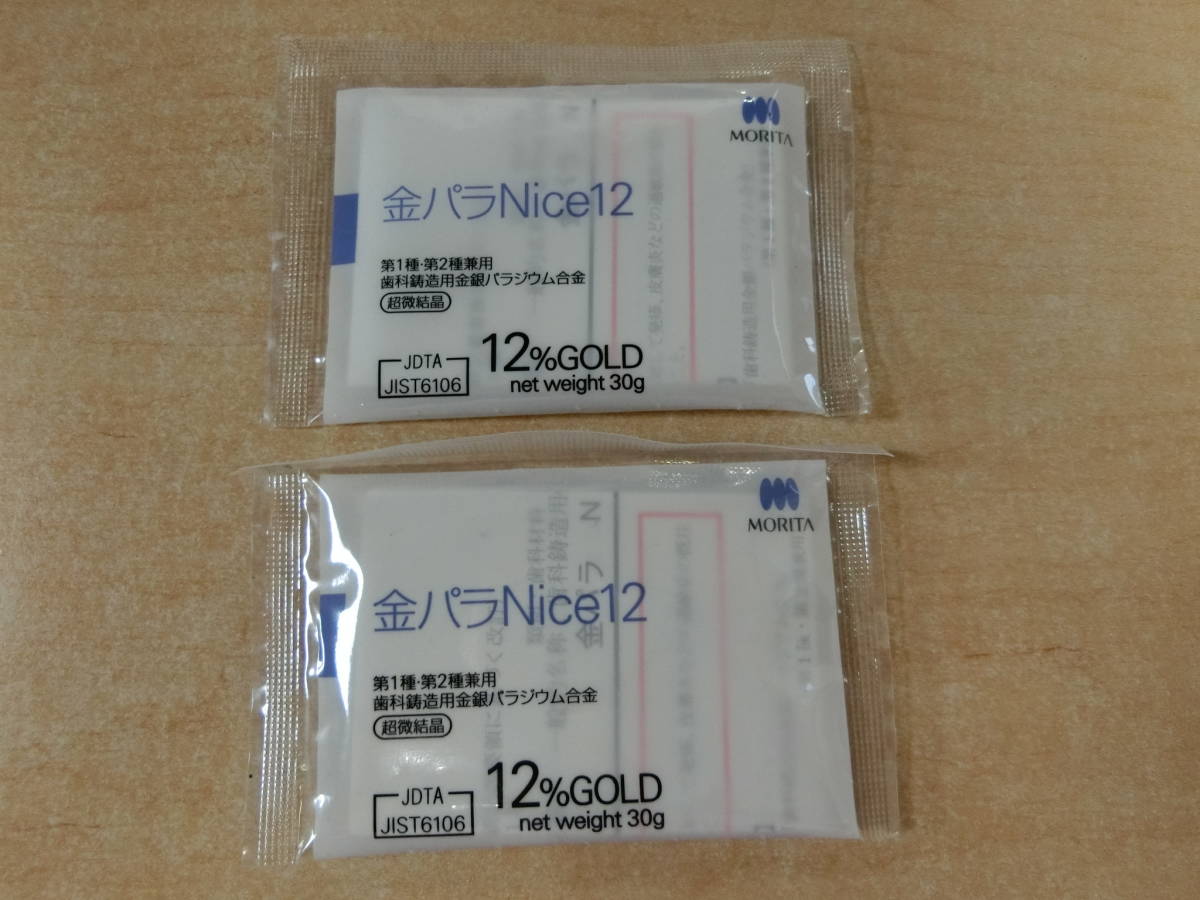 MORITA
金パラNice12
第1種・第2種兼用
歯科鋳造用金銀パラジウム合金
超微結晶
JDTA
JIST6106
12%GOLD
net weight 30g
MORITA
金パラNice12
第1種・第2種兼用
歯科鋳造用金銀パラジウム合金
超微結晶
JDTA
JIST6106
12%GOLD
net weight 30g